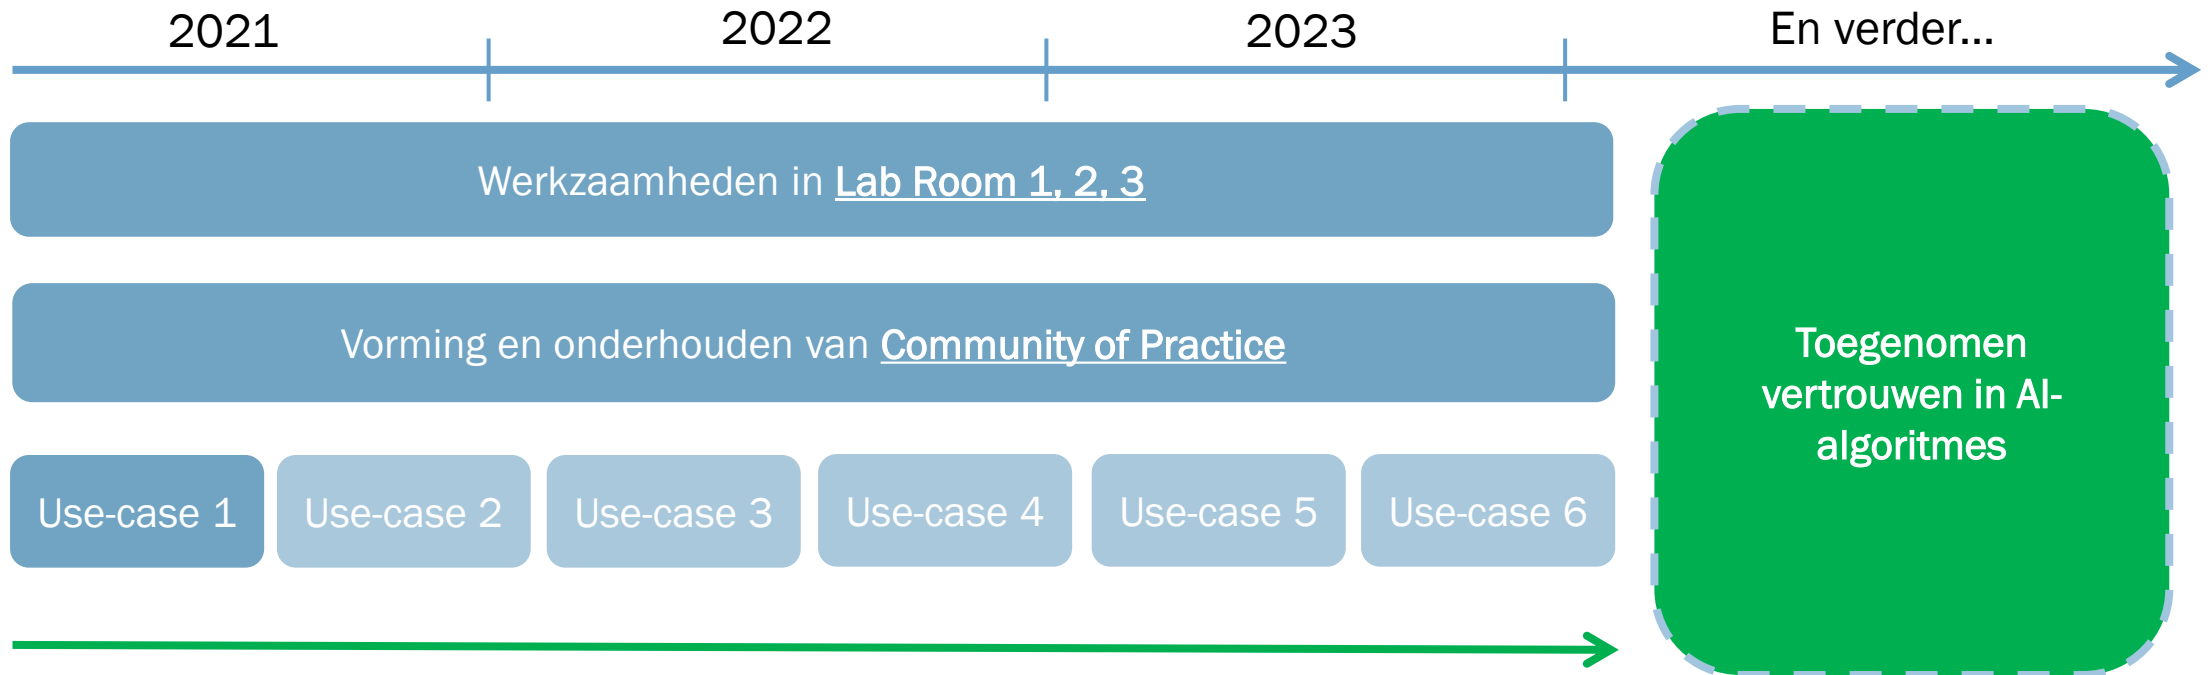 2021
2022
2023
En verder...
Werkzaamheden in Lab Room 1, 2, 3
Vorming en onderhouden van Community of Practice
Use-case 1
Use-case 2
Use-case 3
Use-case 4
Use-case 5
Use-case 6
Toegenomen
vertrouwen in AI-
algoritmes